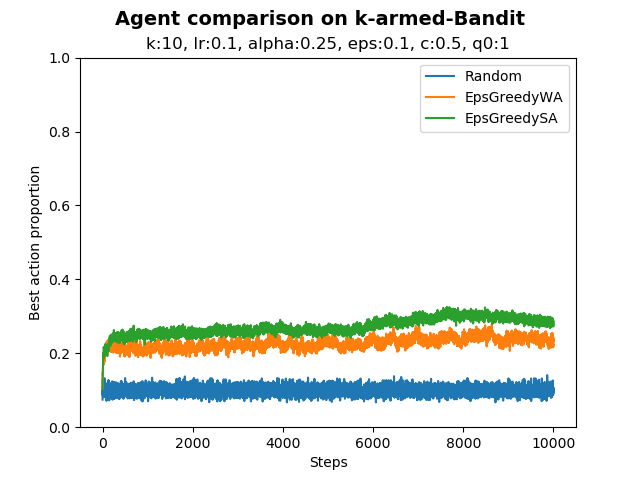 Agent comparison on k-armed-Bandit
k:10, lr:0.1, alpha:0.25, eps:0.1, c:0.5, q0:1
Random
EpsGreedyWA
EpsGreedySA
Best action proportion
1.0
0.8
0.6
0.4
0.2
0.0
0 2000 4000 6000 8000 10000
Steps